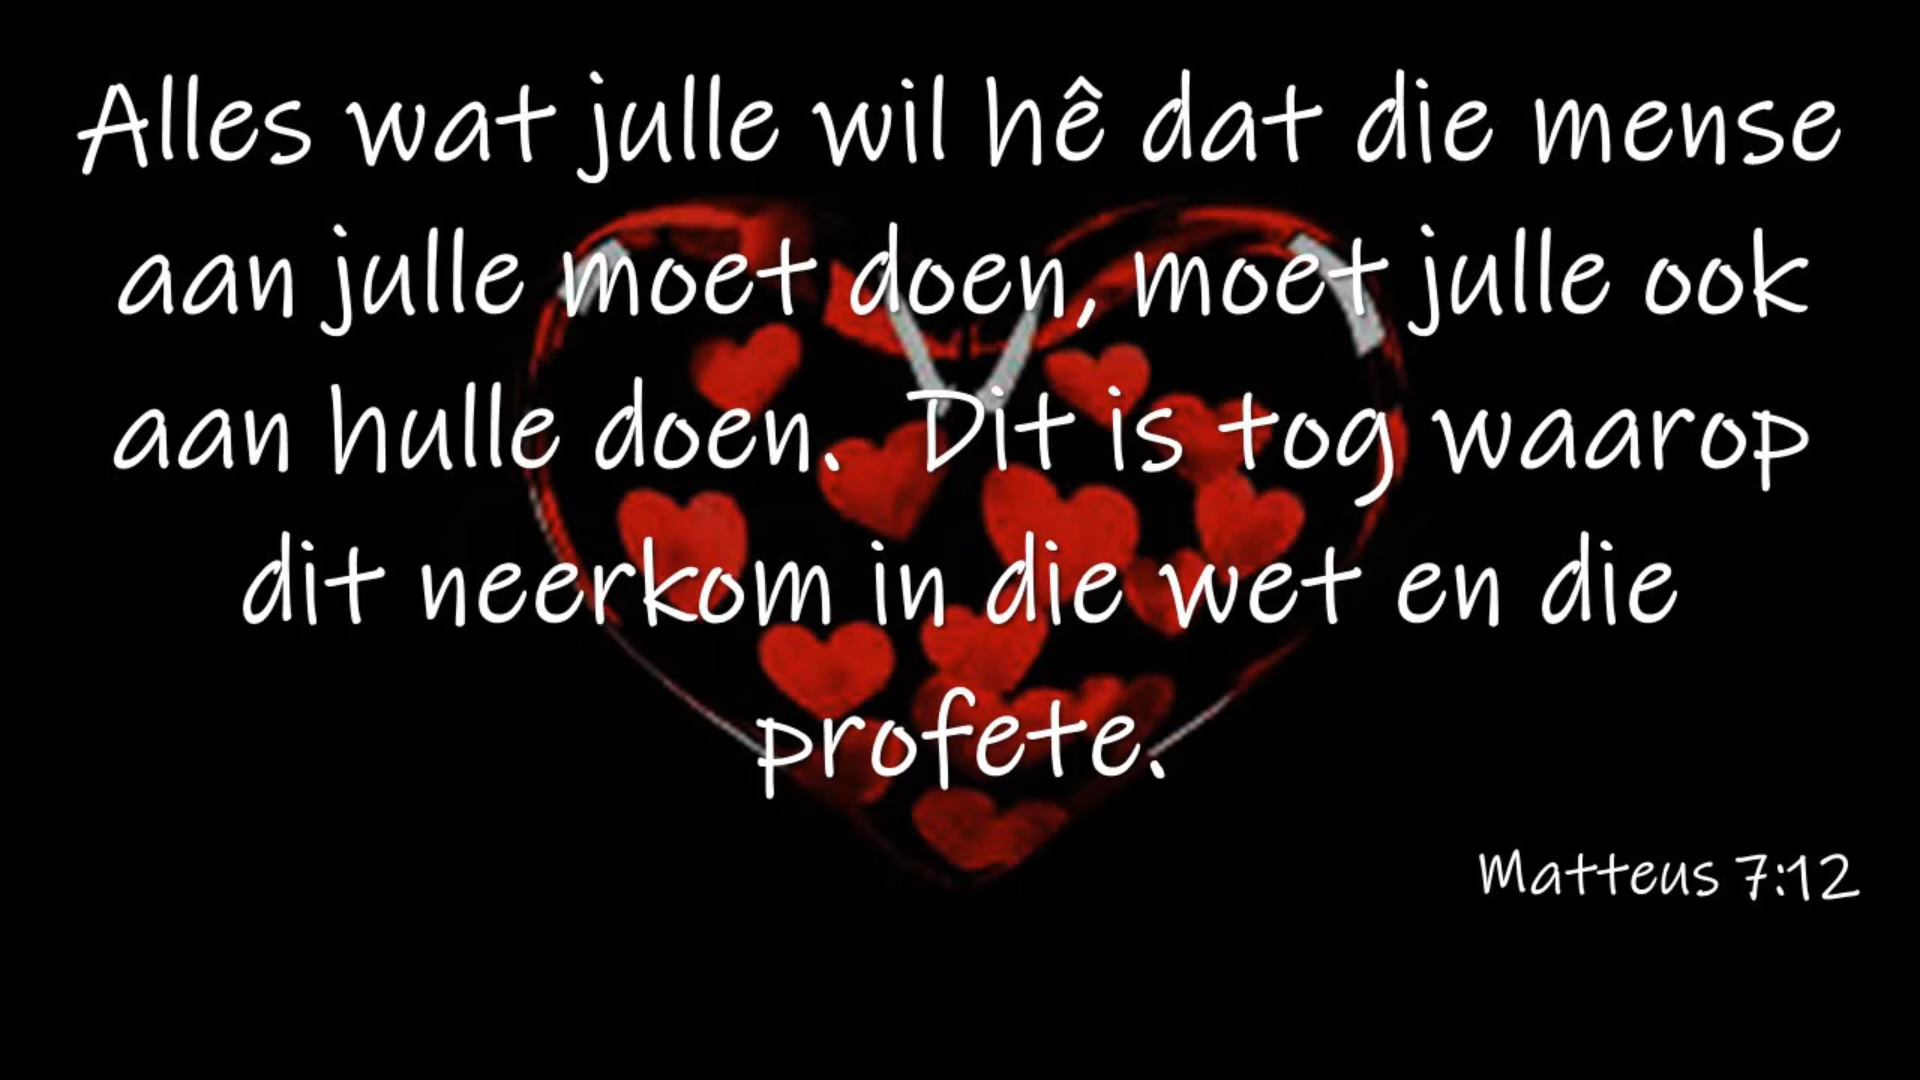 Alles wat julle wil hê dat die mense
aan julle moet doen, moet julle ook
aan hulle doen. Dit is tog waarop
dit neerkom in die wet en die
profete.
Matteus 7:12